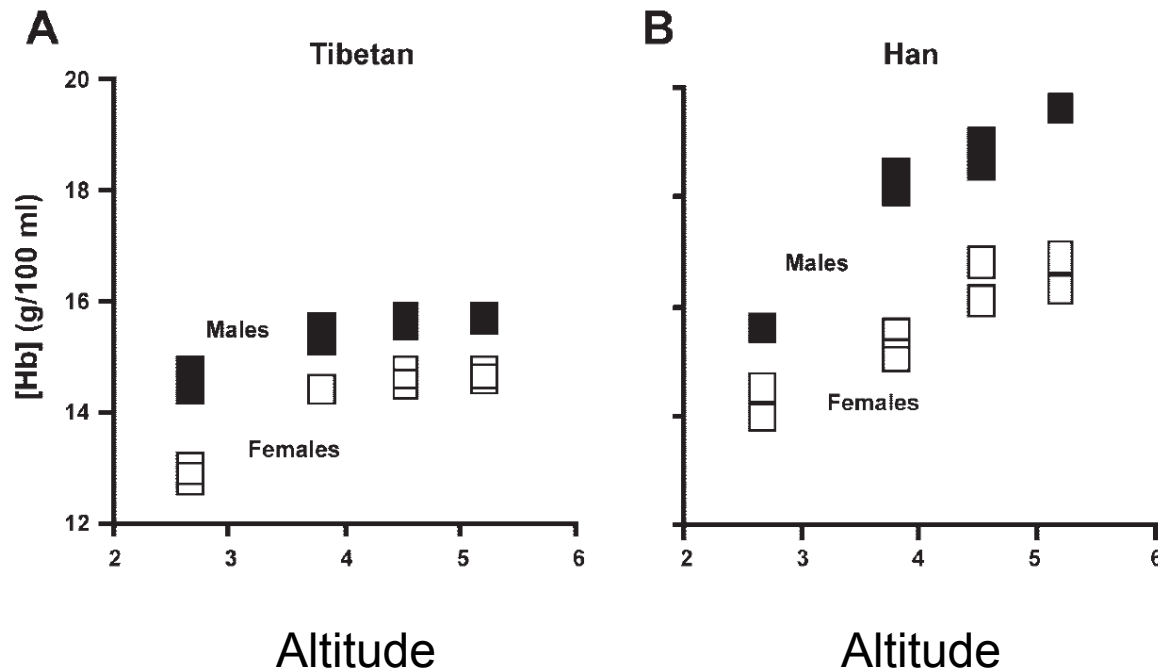 A
Tibetan
[Hb] (g/100 ml)
20
18
16
14
12
Males
Females
2 3 4 5 6
Altitude
B
Han
Males
Females
2 3 4 5 6
Altitude